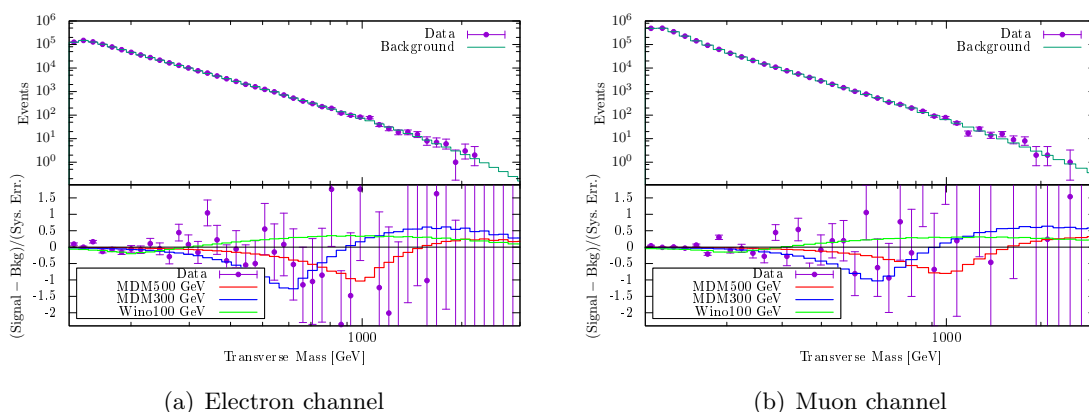 Events
10^6
10^5
10^4
10^3
10^2
10^1
10^0
Data
Background
(Signal − Bkg)/(Sys. Err.)
1.5
1
0.5
0
-0.5
-1
-1.5
-2
Data
MDM500 GeV
MDM300 GeV
Wino100 GeV
1000
Transverse Mass [GeV]
(a) Electron channel
Events
10^6
10^5
10^4
10^3
10^2
10^1
10^0
Data
Background
(Signal − Bkg)/(Sys. Err.)
1.5
1
0.5
0
-0.5
-1
-1.5
-2
Data
MDM500 GeV
MDM300 GeV
Wino100 GeV
1000
Transverse Mass [GeV]
(b) Muon channel